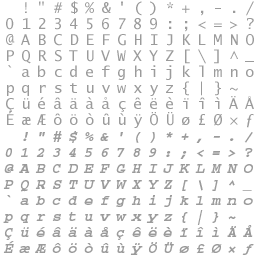 ! " # $ % & ' ( ) * + , - . /
0 1 2 3 4 5 6 7 8 9 : ; < = > ?
@ A B C D E F G H I J K L M N O
P Q R S T U V W X Y Z [ \ ] ^ _
` a b c d e f g h i j k l m n o
p q r s t u v w x y z { | } ~
Ç ü é â ä à å ç ê ë è ï î ì Ä Å
É æ Æ ô ö ò û ù ÿ Ö Ü ø £ Ø × ƒ
! " # $ % & ' ( ) * + , - . /
0 1 2 3 4 5 6 7 8 9 : ; < = > ?
@ A B C D E F G H I J K L M N O
P Q R S T U V W X Y Z [ \ ] ^ _
` a b c d e f g h i j k l m n o
p q r s t u v w x y z { | } ~
Ç ü é â ä à å ç ê ë è ï î ì Ä Å
É æ Æ ô ö ò û ù ÿ Ö Ü ø £ Ø × ƒ